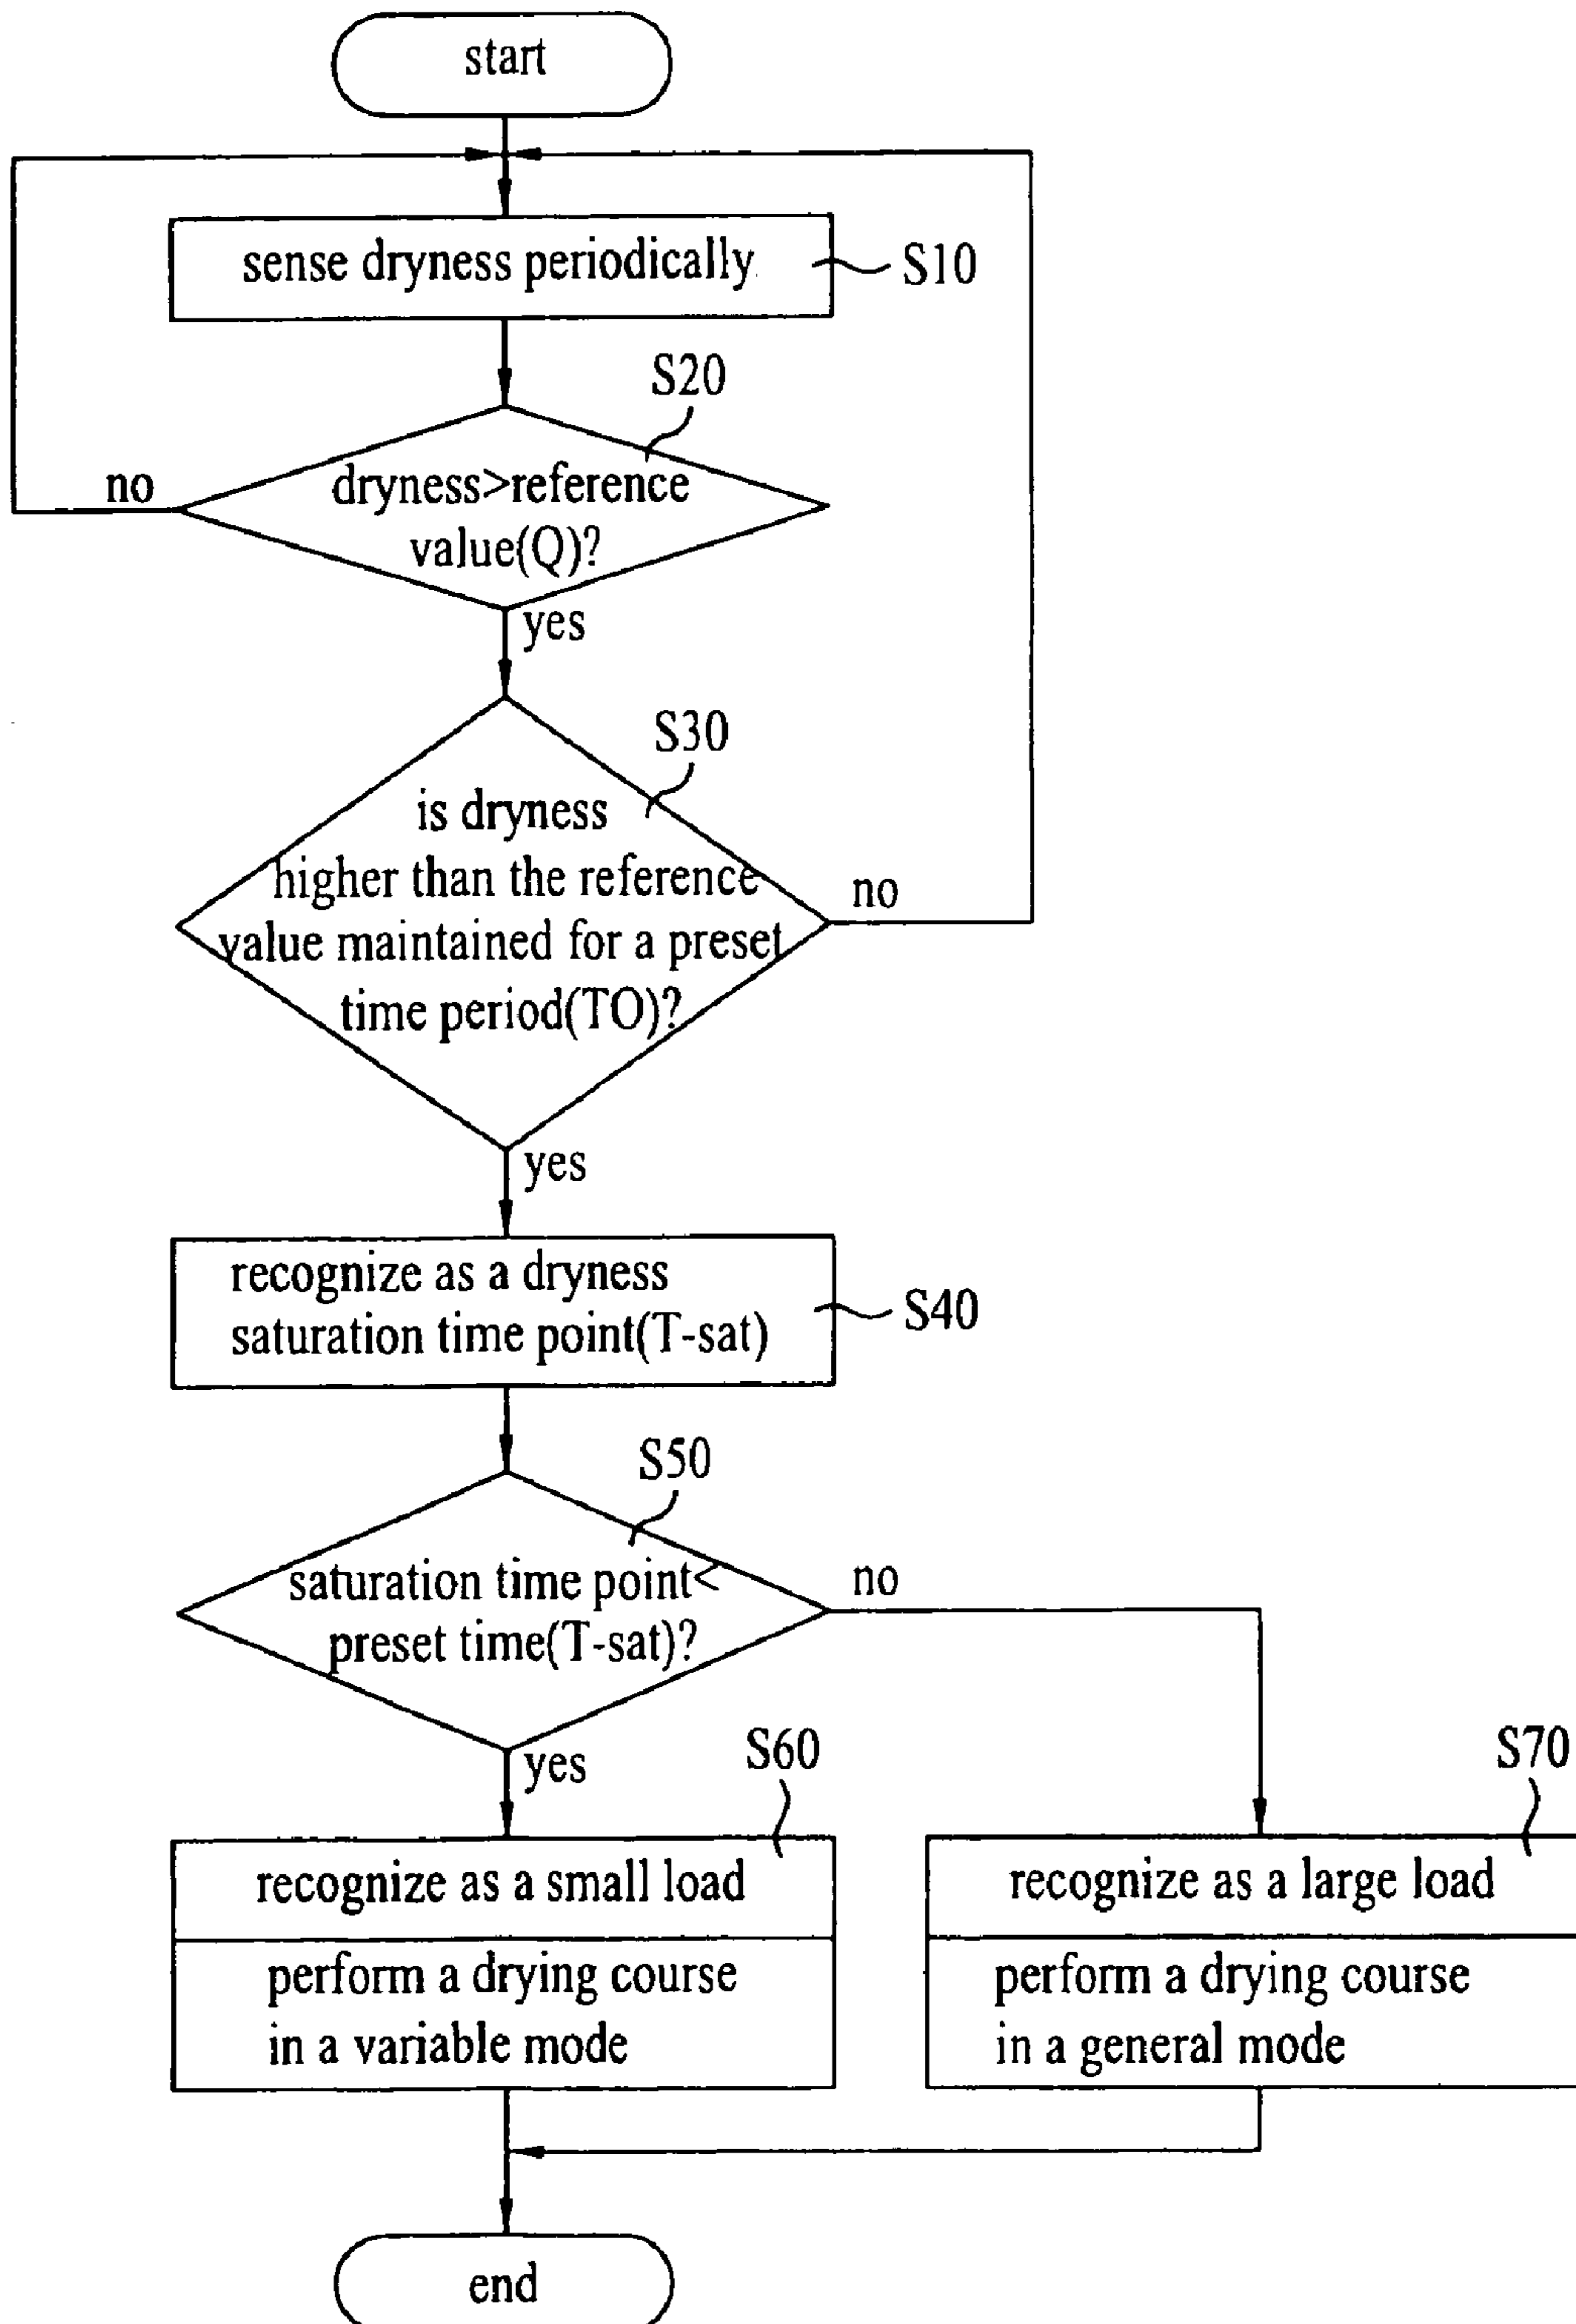 start
sense dryness periodically
S10
S20
dryness>reference
value(Q)?
no
yes
S30
is dryness
higher than the reference
value maintained for a preset
time period(TO)?
no
yes
recognize as a dryness
saturation time point(T-sat)
S40
S50
saturation time point<
preset time(T-sat)?
no
yes
S60
recognize as a small load
perform a drying course
in a variable mode
S70
recognize as a large load
perform a drying course
in a general mode
end